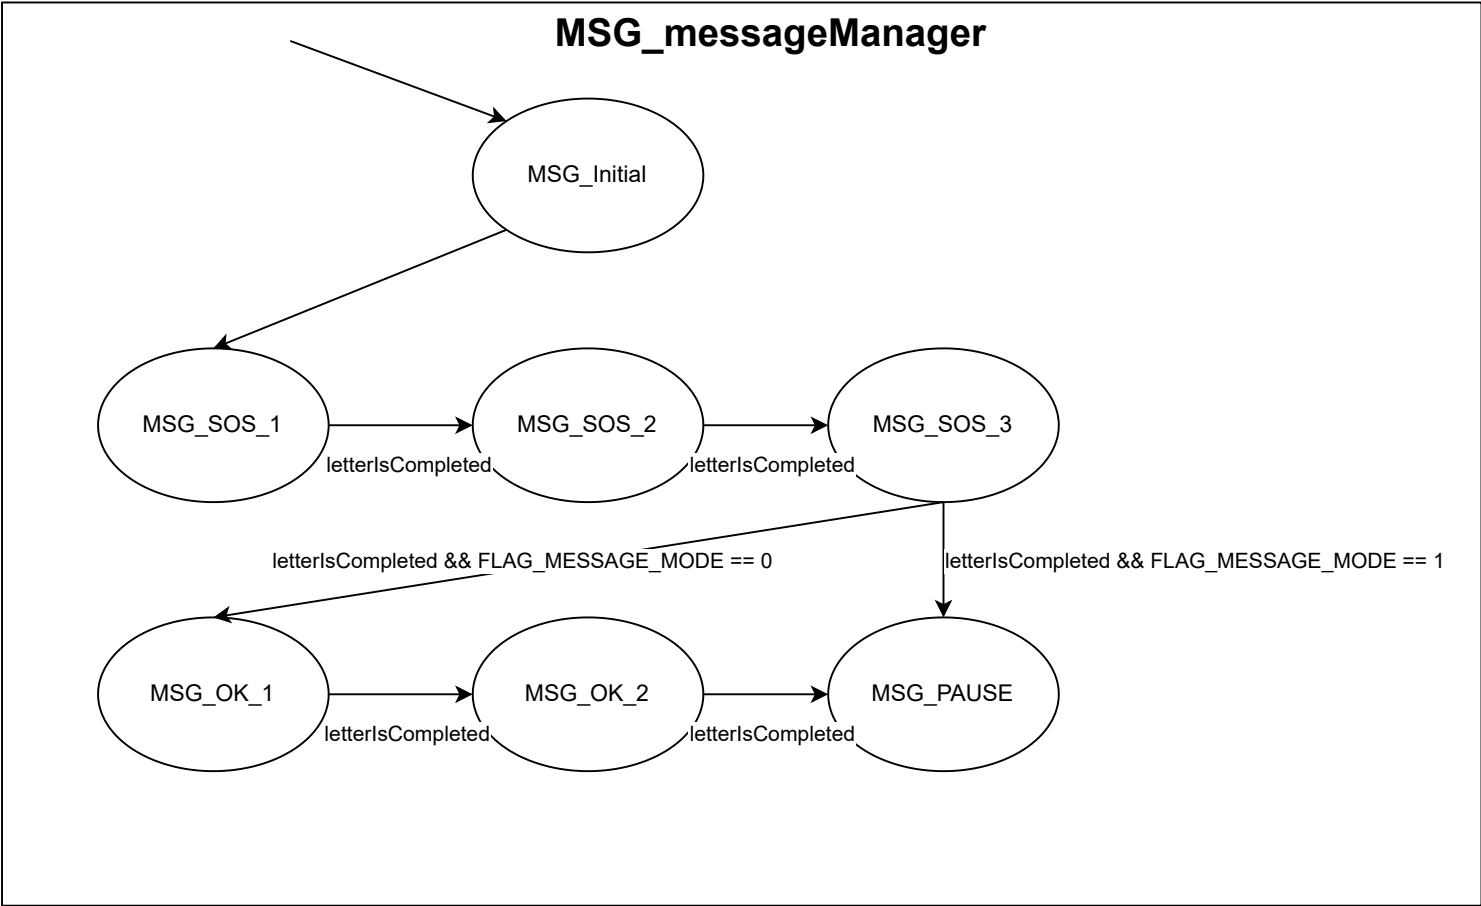 MSG_messageManager
MSG_Initial
MSG_SOS_1
MSG_SOS_2
MSG_SOS_3
letterIsCompleted
letterIsCompleted
letterIsCompleted && FLAG_MESSAGE_MODE == 0
letterIsCompleted && FLAG_MESSAGE_MODE == 1
MSG_OK_1
MSG_OK_2
MSG_PAUSE
letterIsCompleted
letterIsCompleted